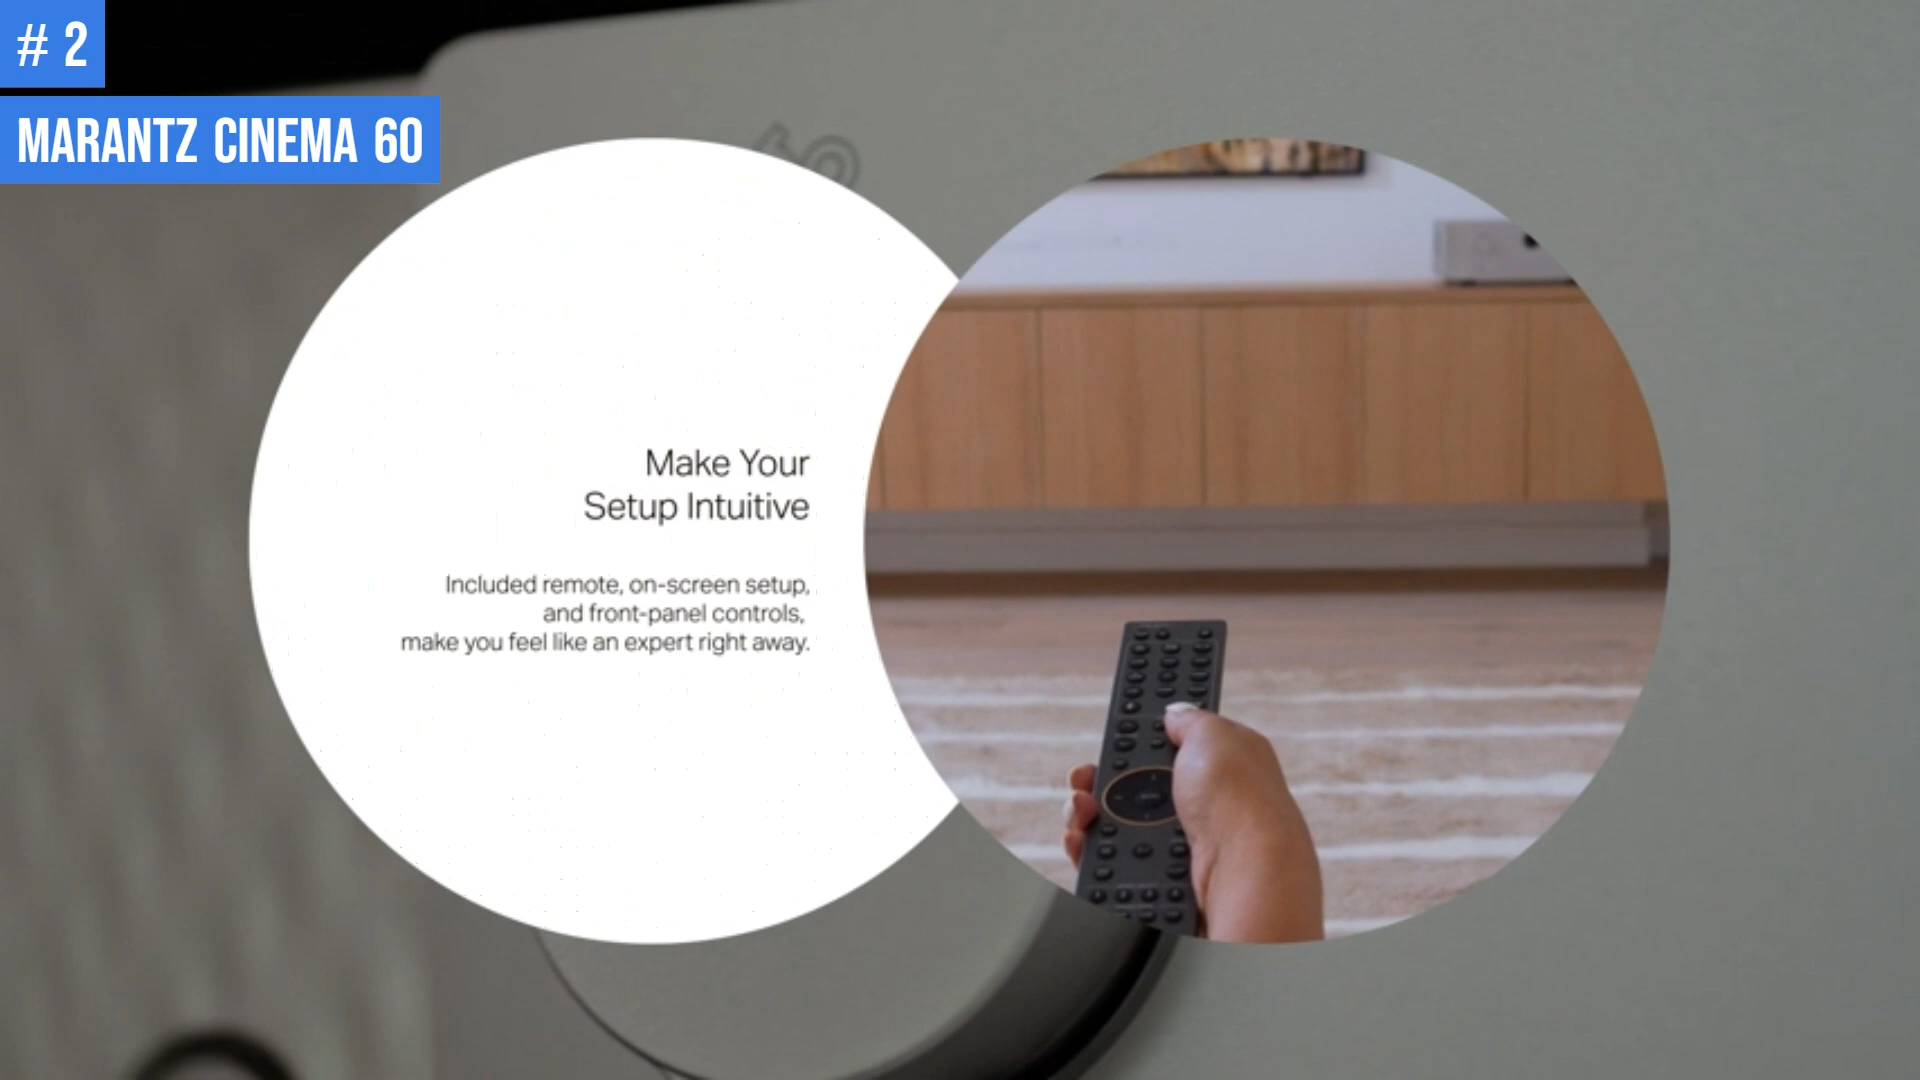 # 2
MARANTZ CINEMA 60
Make Your
Setup Intuitive
Included remote, on-screen setup,
and front-panel controls,
make you feel like an expert right away.